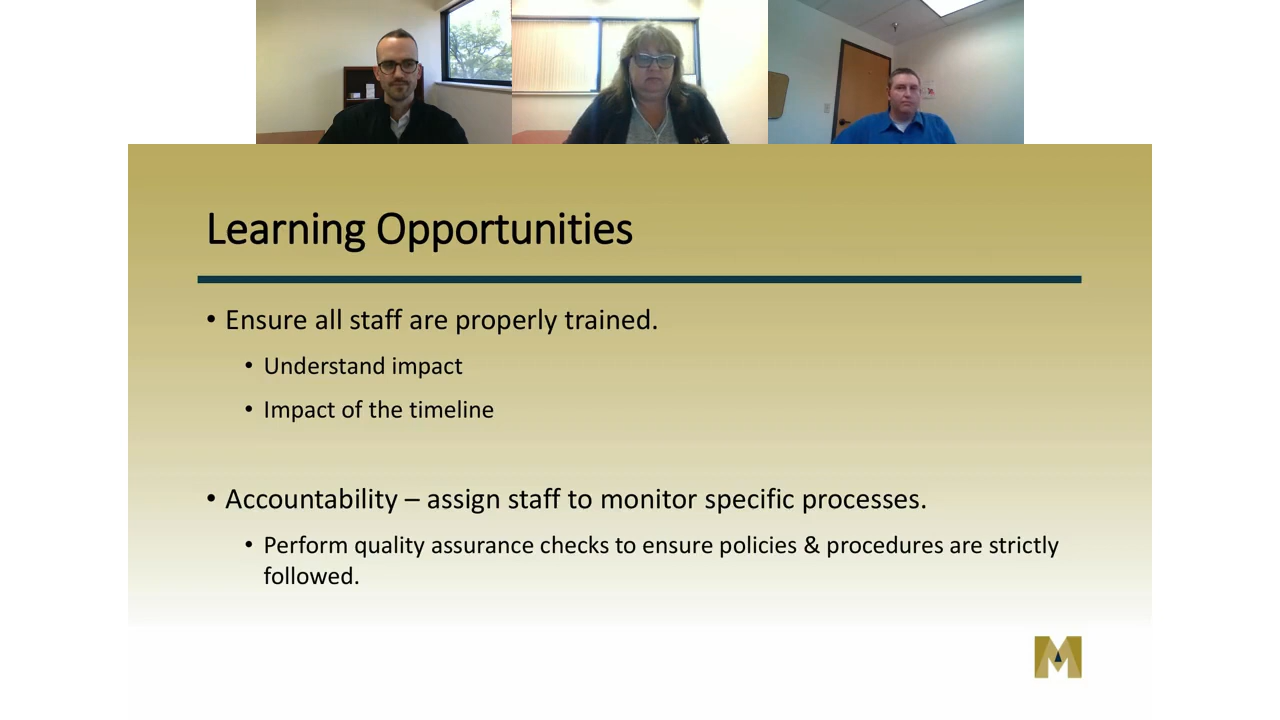 Learning Opportunities
• Ensure all staff are properly trained.
• Understand impact
• Impact of the timeline
• Accountability – assign staff to monitor specific processes.
• Perform quality assurance checks to ensure policies & procedures are strictly
followed.
M